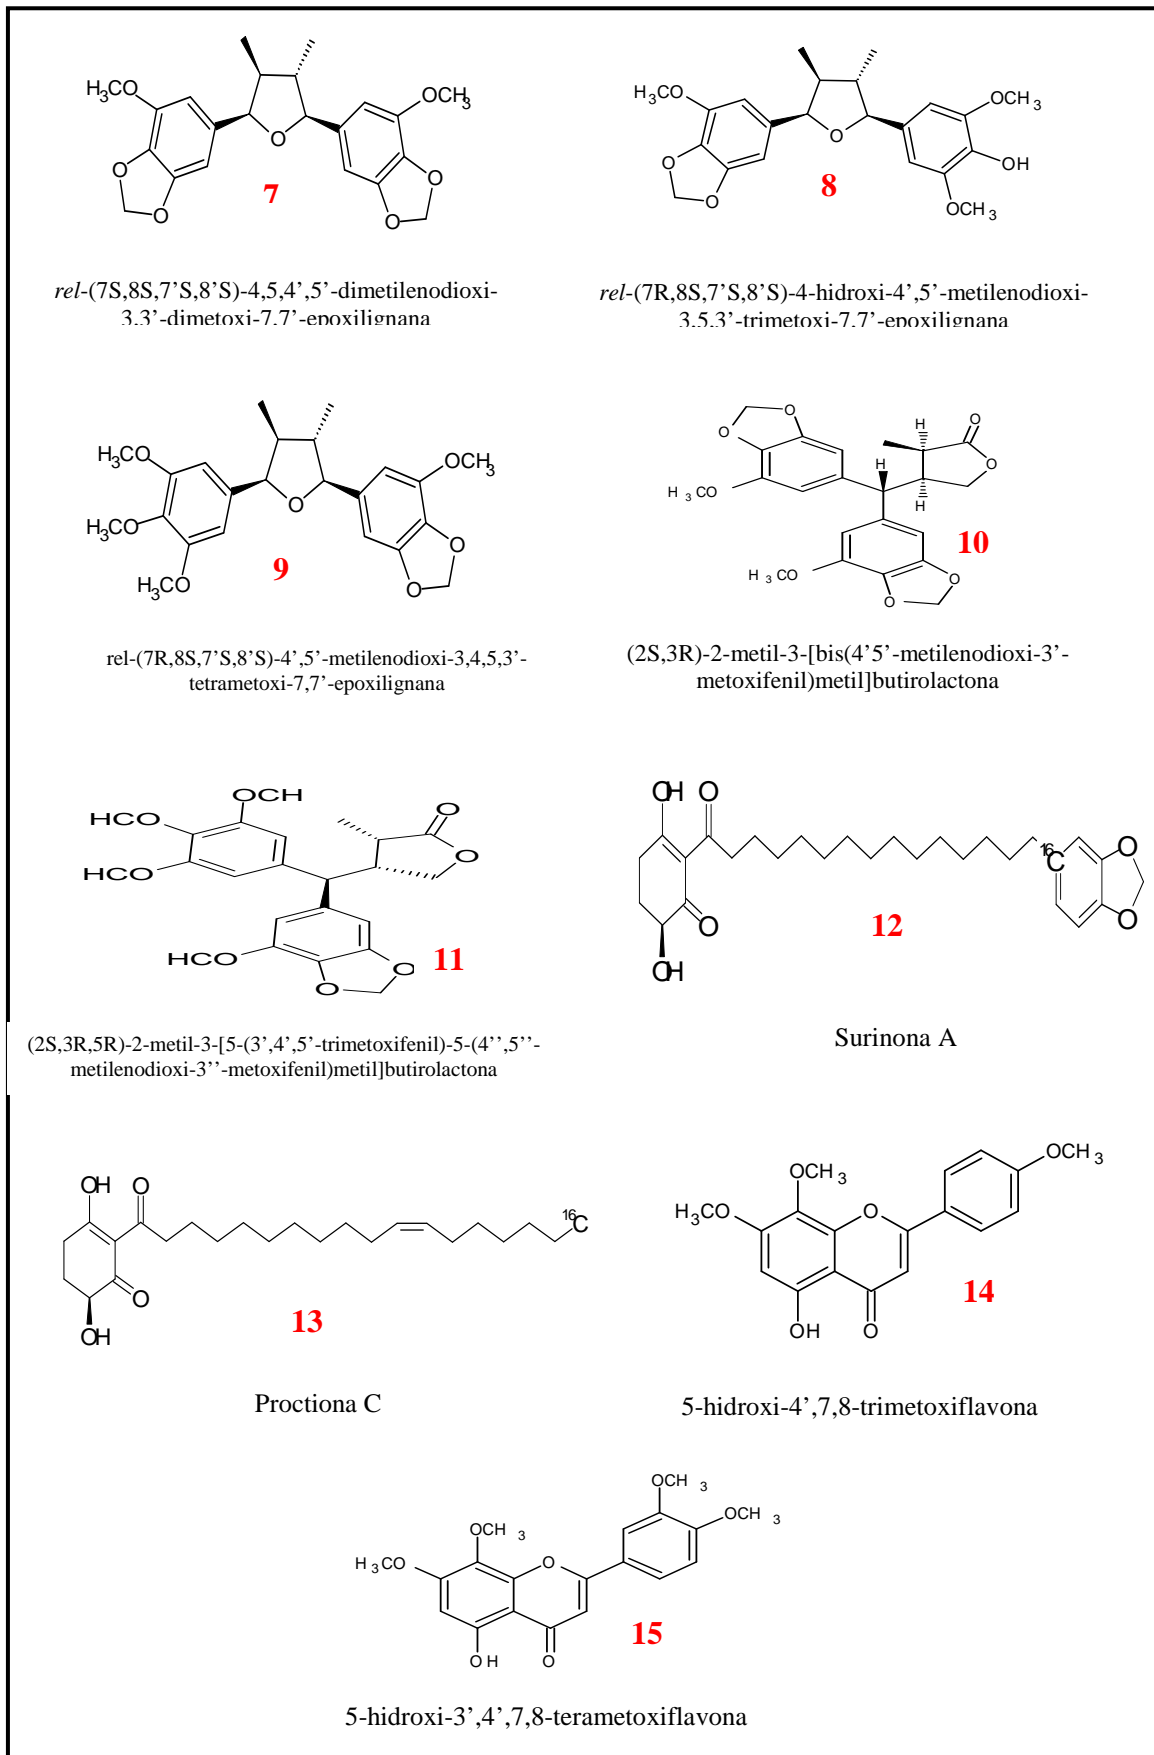 H3CO
OCH3
O
O
O
O
O
7
rel-(7S,8S,7'S,8'S)-4,5,4',5'-dimetilenodioxi-
3,3'-dimetoxi-7,7'-epoxilignana
H3CO
OCH3
O
OH
O
O
OCH3
8
rel-(7R,8S,7'S,8'S)-4-hidroxi-4',5'-metilenodioxi-
3,5,3'-trimetoxi-7,7'-epoxilignana
H3CO
OCH3
H3CO
O
O
H3CO
O
9
rel-(7R,8S,7'S,8'S)-4',5'-metilenodioxi-3,4,5,3'-
tetrametoxi-7,7'-epoxilignana
O
O
H
O
H
O
H3CO
H
10
H3CO
O
O
(2S,3R)-2-metil-3-[bis(4'5'-metilenodioxi-3'-
metoxifenil)metil]butirolactona
OCH
O
HCO
O
HCO
HCO
O
O
11
(2S,3R,5R)-2-metil-3-[5-(3',4',5'-trimetoxifenil)-5-(4'',5''-
metilenodioxi-3''-metoxifenil)metil]butirolactona
OH
O
16C
O
O
O
OH
12
Surinona A
OH
O
16C
O
OH
13
Proctiona C
OCH3
OCH3
H3CO
O
OH
O
14
5-hidroxi-4',7,8-trimetoxiflavona
OCH3
OCH3
OCH3
H3CO
O
OH
O
15
5-hidroxi-3',4',7,8-terametoxiflavona